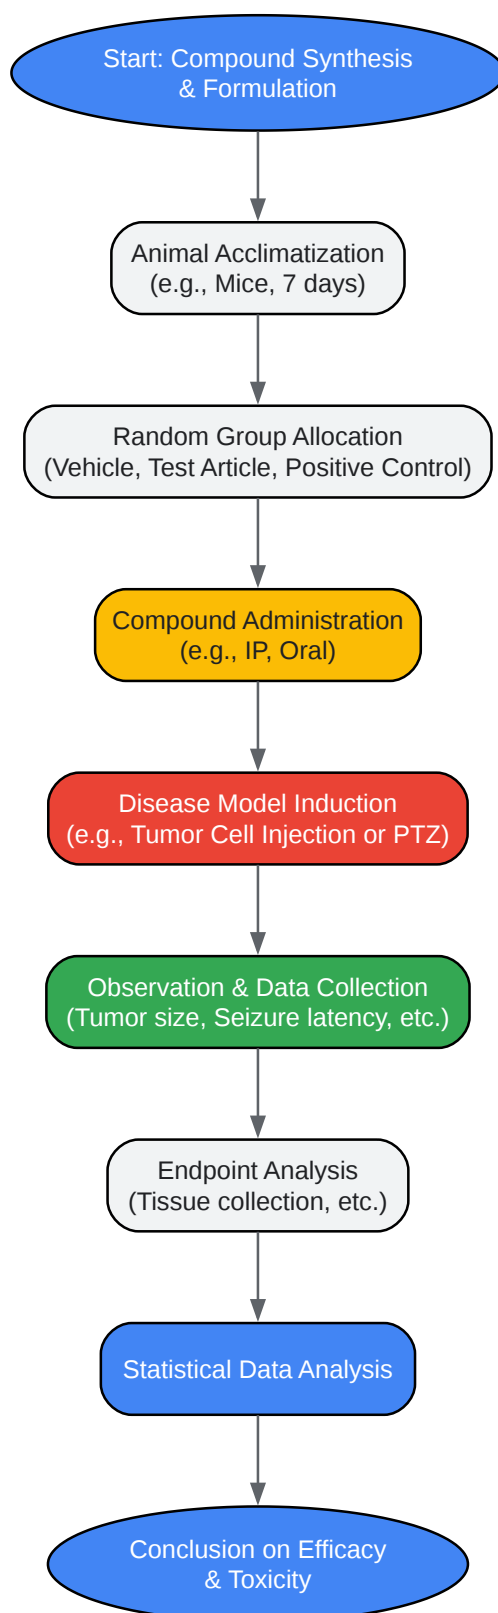 Start: Compound Synthesis
& Formulation
Animal Acclimatization
(e.g., Mice, 7 days)
Random Group Allocation
(Vehicle, Test Article, Positive Control)
Compound Administration
(e.g., IP, Oral)
Disease Model Induction
(e.g., Tumor Cell Injection or PTZ)
Observation & Data Collection
(Tumor size, Seizure latency, etc.)
Endpoint Analysis
(Tissue collection, etc.)
Statistical Data Analysis
Conclusion on Efficacy
& Toxicity